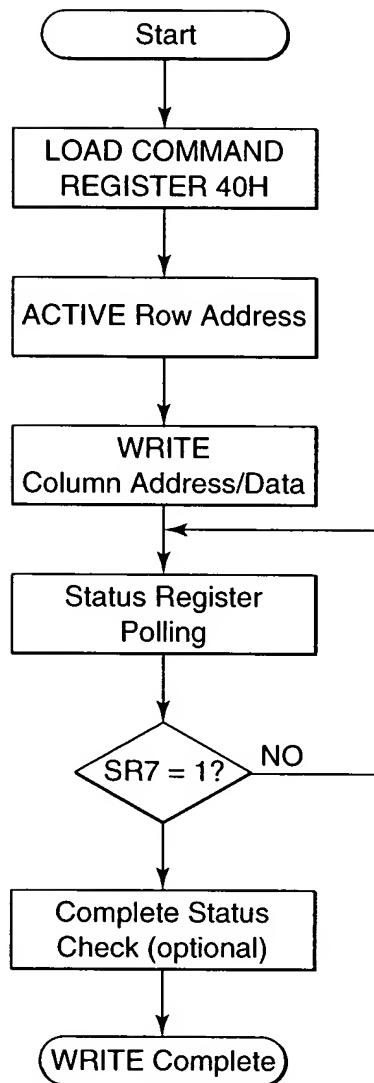 Start
LOAD COMMAND
REGISTER 40H
ACTIVE Row Address
WRITE
Column Address/Data
Status Register
Polling
SR7 = 1?
NO
Complete Status
Check (optional)
WRITE Complete